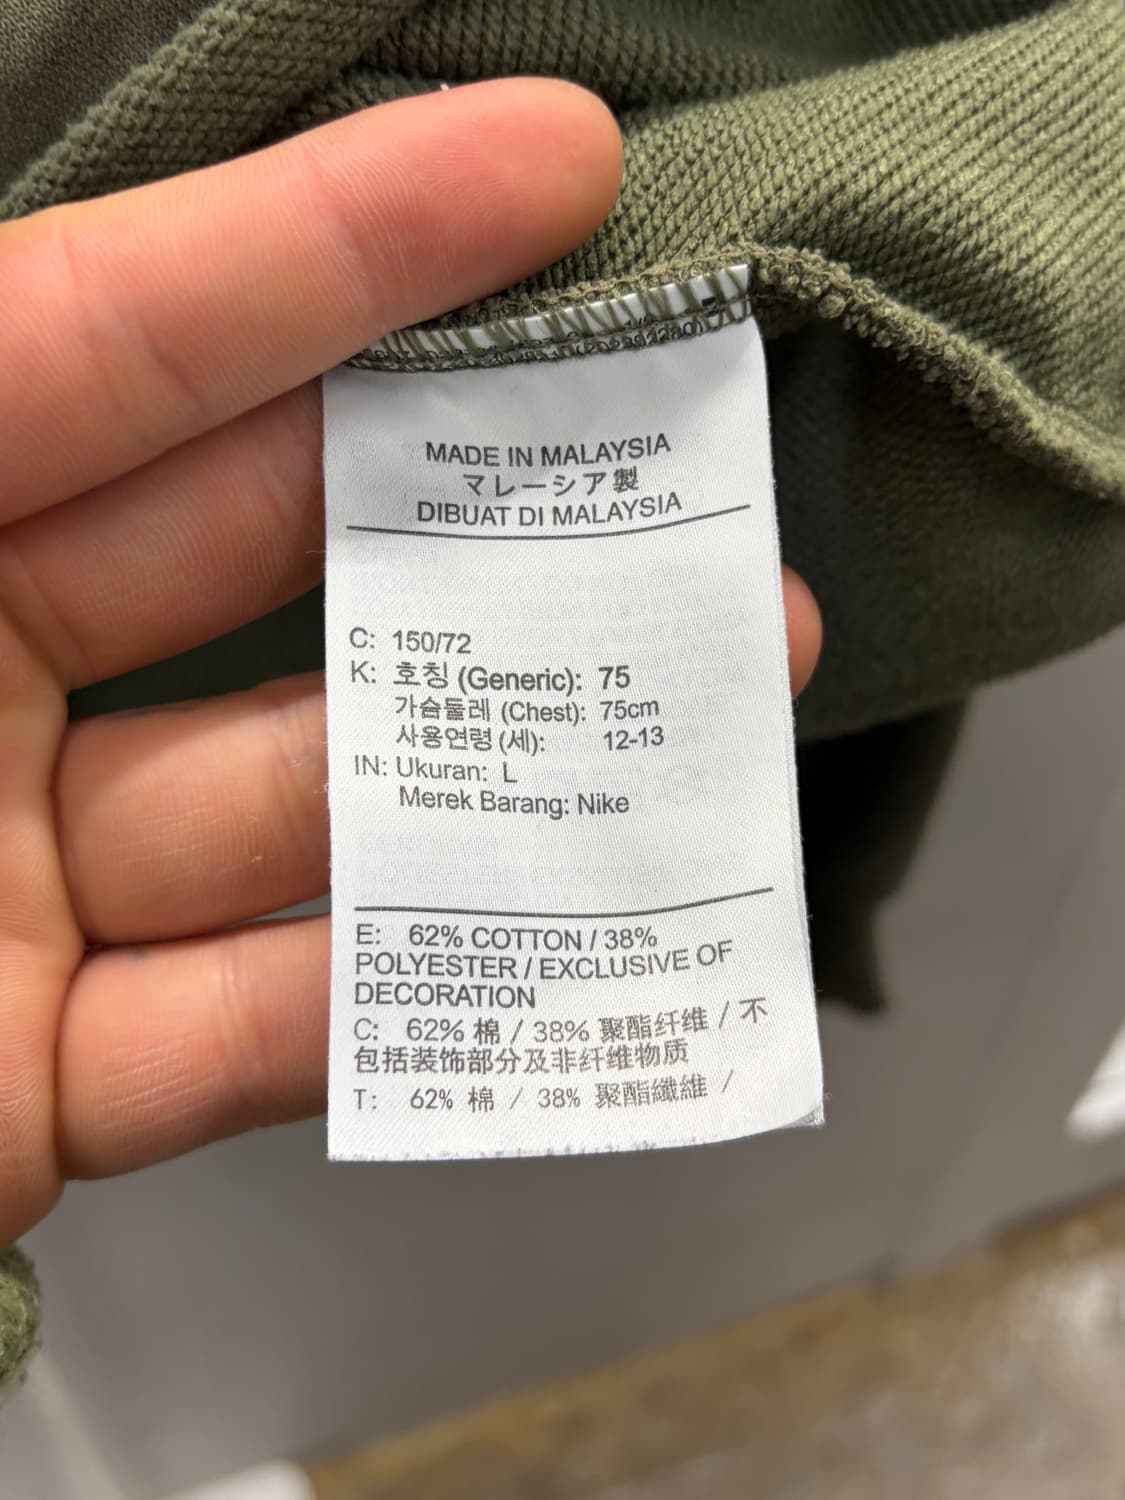 MADE IN MALAYSIA
マレーシア製
DIBUAT DI MALAYSIA
C: 150/72
K: 호칭 (Generic): 75
가슴둘레 (Chest): 75cm
사용연령 (세): 12-13
IN: Ukuran: L
Merek Barang: Nike
E: 62% COTTON / 38%
POLYESTER / EXCLUSIVE OF
DECORATION
C: 62% 棉 / 38% 聚酯纤维 / 不
包括装饰部分及非纤维物质
T: 62% 棉 / 38% 聚酯纖維 /